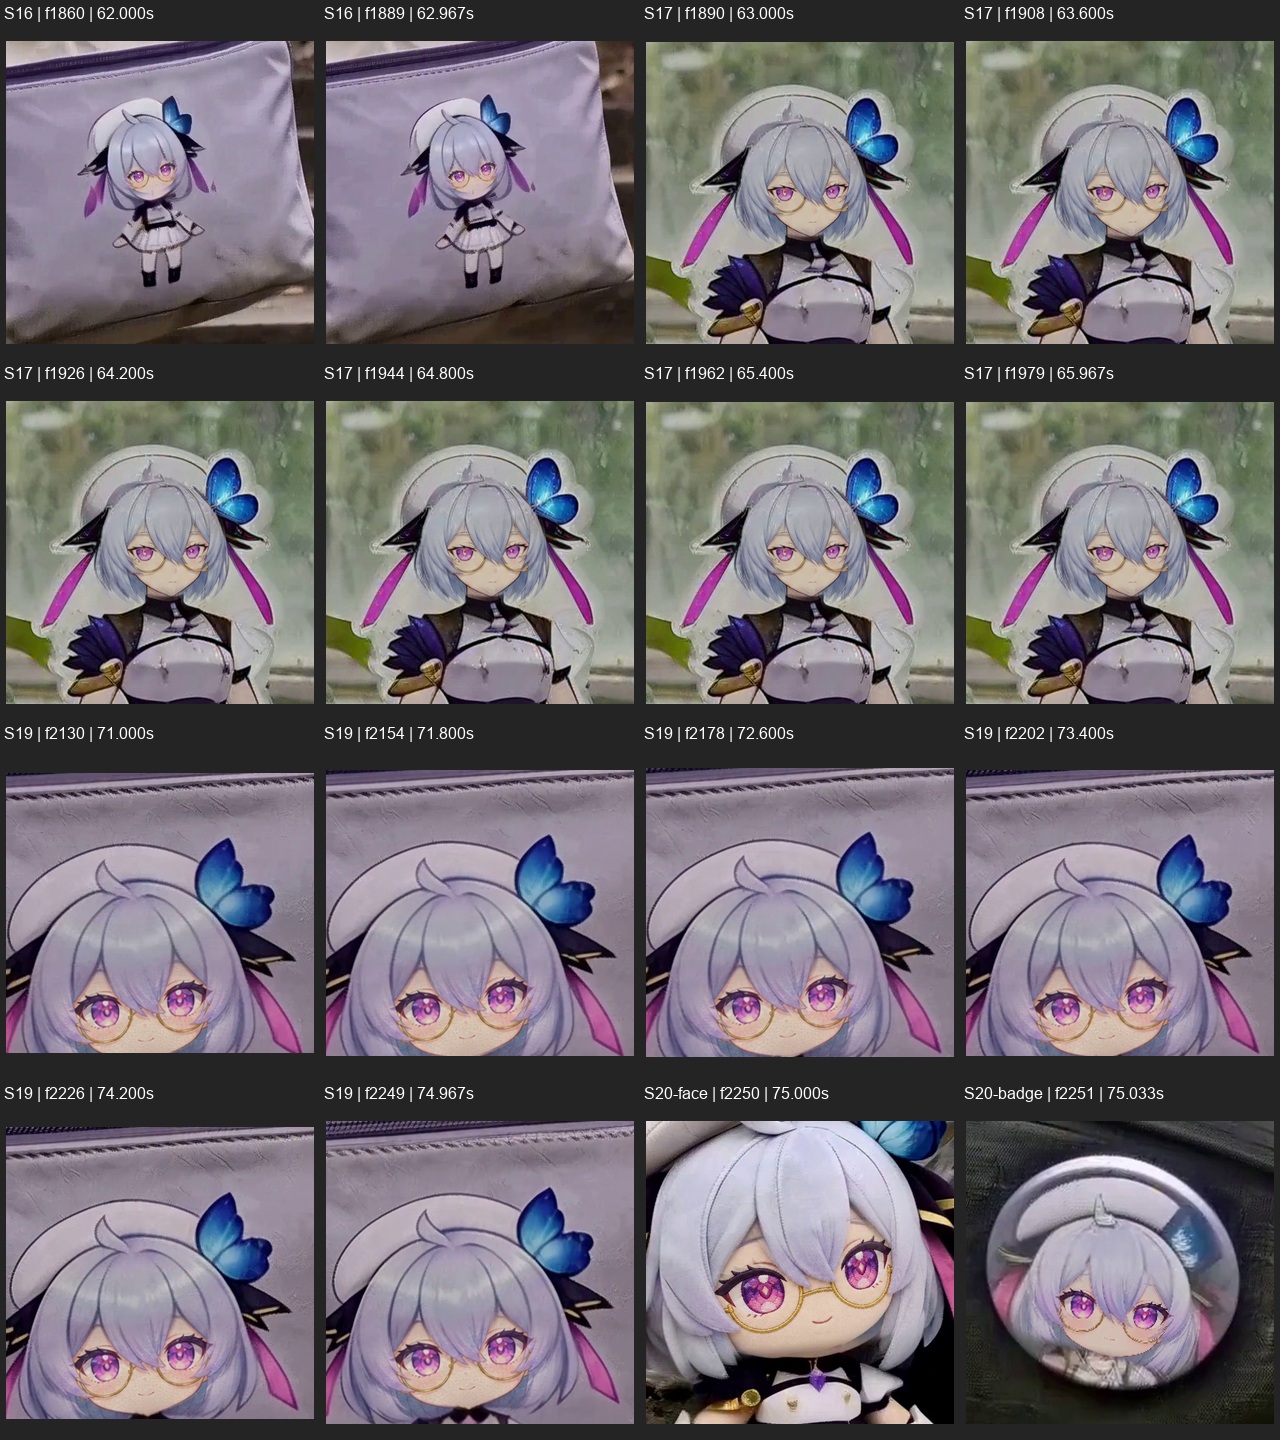 S16 | f1860 | 62.000s
S16 | f1889 | 62.967s
S17 | f1890 | 63.000s
S17 | f1908 | 63.600s
S17 | f1926 | 64.200s
S17 | f1944 | 64.800s
S17 | f1962 | 65.400s
S17 | f1979 | 65.967s
S19 | f2130 | 71.000s
S19 | f2154 | 71.800s
S19 | f2178 | 72.600s
S19 | f2202 | 73.400s
S19 | f2226 | 74.200s
S19 | f2249 | 74.967s
S20-face | f2250 | 75.000s
S20-badge | f2251 | 75.033s